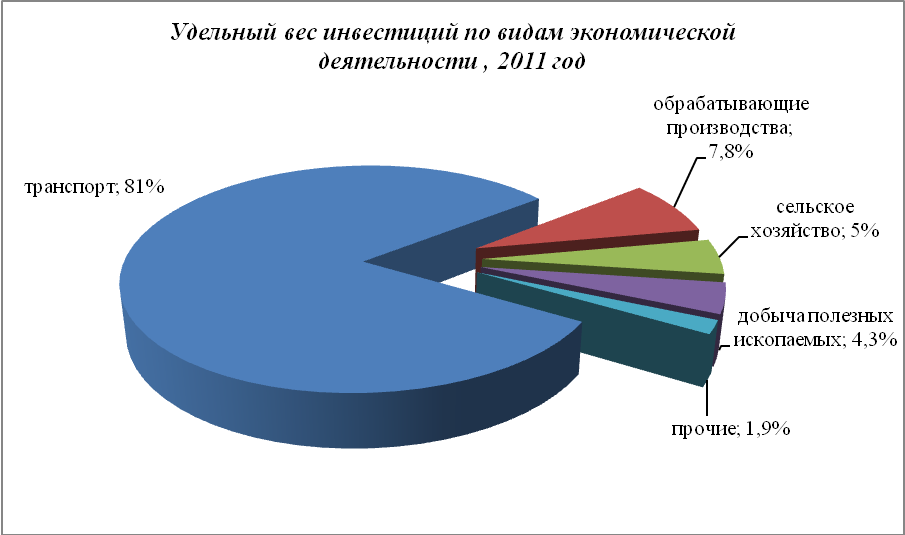 Удельный вес инвестиций по видам экономической
деятельности , 2011 год
обрабатывающие
производства;
7,8%
транспорт; 81%
сельское
хозяйство; 5%
добыча полезных
ископаемых; 4,3%
прочие; 1,9%